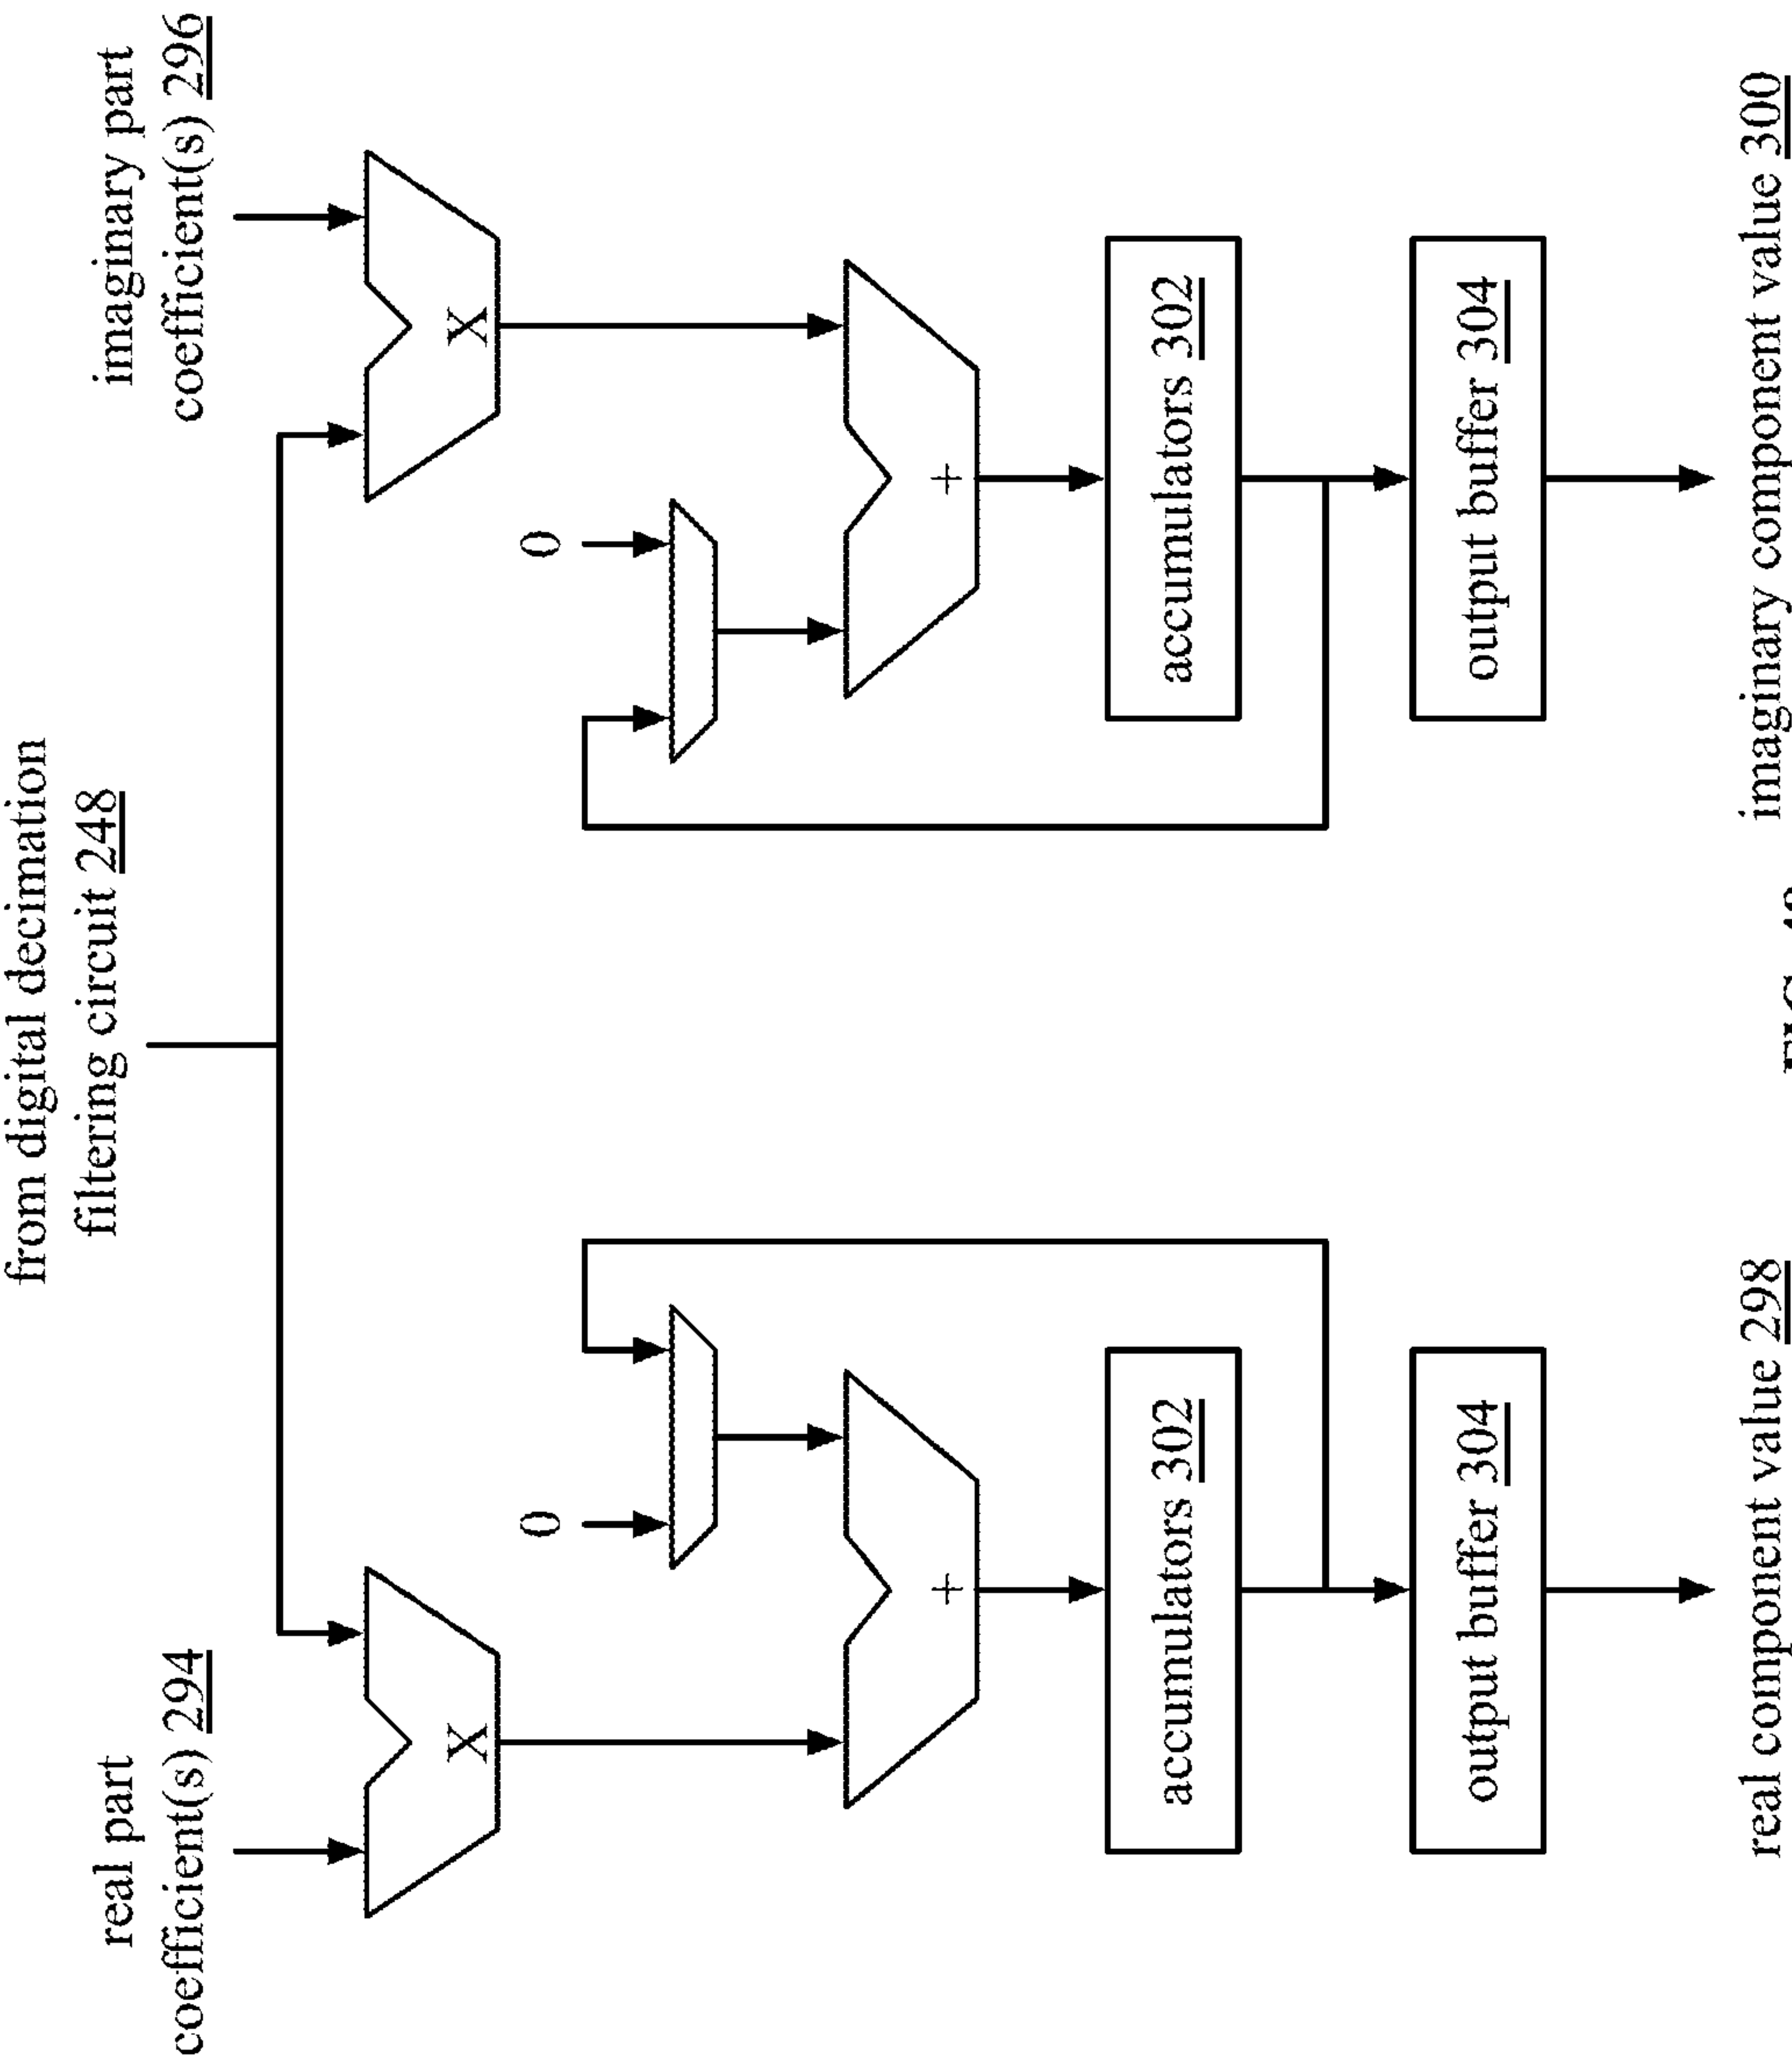 from digital decimation
filtering circuit 248
real part
coefficient(s) 294
imaginary part
coefficient(s) 296
X
X
0
0
+
+
accumulators 302
accumulators 302
output buffer 304
output buffer 304
real component value 298
imaginary component value 300